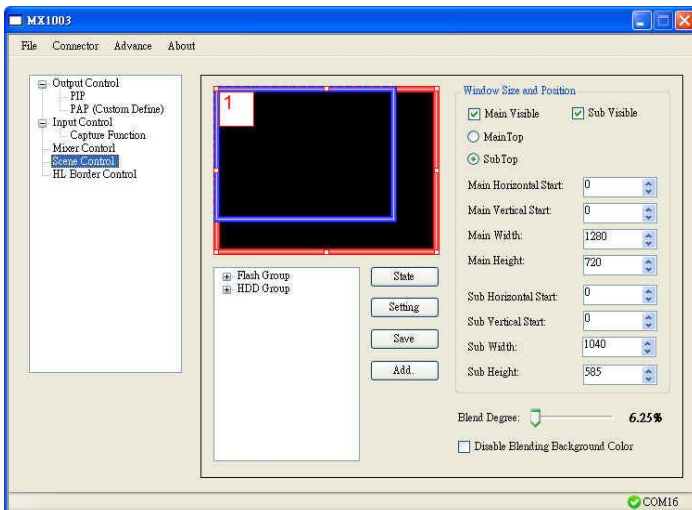 MX1003
File Connector Advance About
Output Control
PIP
PAP (Custom Define)
Input Control
Capture Function
Mixer Contorl
Scene Control
HL Border Control
1
Flash Group
HDD Group
State
Setting
Save
Add.
Window Size and Position
Main Visible Sub Visible
MainTop
SubTop
Main Horizontal Start: 0
Main Vertical Start: 0
Main Width: 1280
Main Height: 720
Sub Horizontal Start: 0
Sub Vertical Start: 0
Sub Width: 1040
Sub Height: 585
Blend Degree: 6.25%
Disable Blending Background Color
COM16